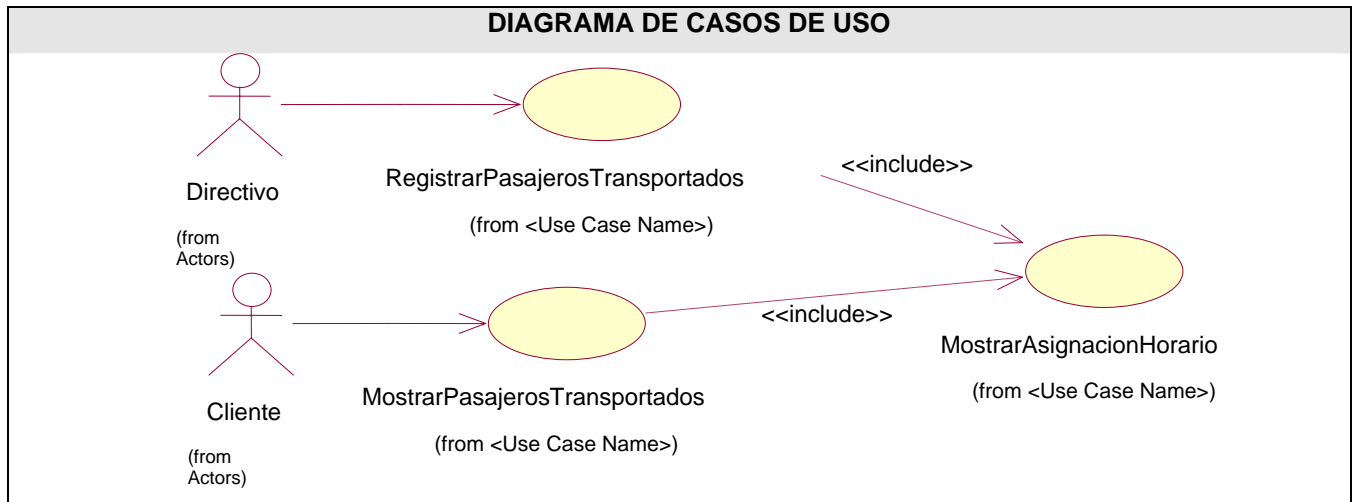 DIAGRAMA DE CASOS DE USO
Directivo
(from
Actors)
RegistrarPasajerosTransportados
(from <Use Case Name>)
<<include>>
<<include>>
MostrarAsignacionHorario
(from <Use Case Name>)
Cliente
(from
Actors)
MostrarPasajerosTransportados
(from <Use Case Name>)